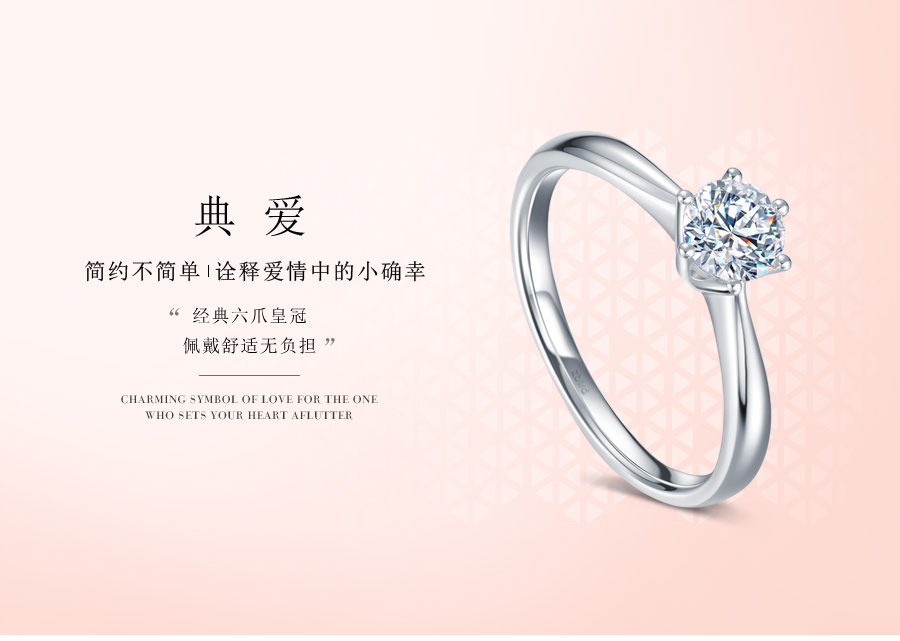 典 爱
简约不简单|诠释爱情中的小确幸
“ 经典六爪皇冠
佩戴舒适无负担 ”
CHARMING SYMBOL OF LOVE FOR THE ONE
WHO SETS YOUR HEART AFLUTTER